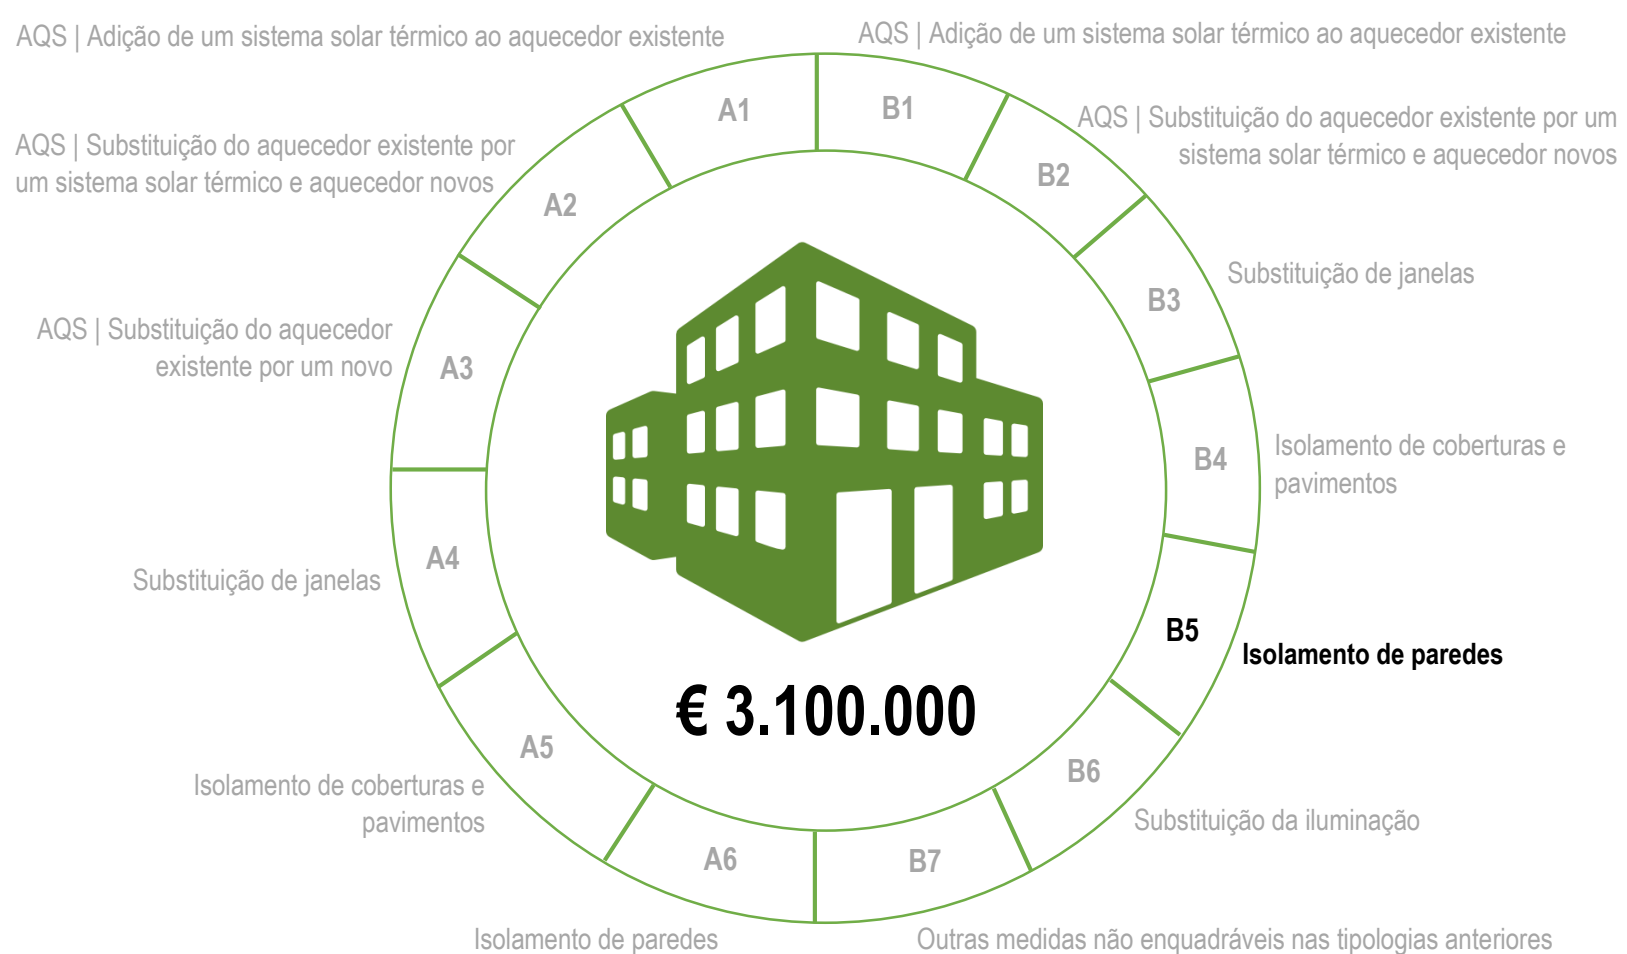 AQS | Adição de um sistema solar térmico ao aquecedor existente
AQS | Adição de um sistema solar térmico ao aquecedor existente
A1
B1
AQS | Substituição do aquecedor existente por
um sistema solar térmico e aquecedor novos
A2
B2
AQS | Substituição do aquecedor existente por um
sistema solar térmico e aquecedor novos
AQS | Substituição do aquecedor
existente por um novo
A3
B3
Substituição de janelas
Substituição de janelas
A4
B4
Isolamento de coberturas e
pavimentos
B5
Isolamento de paredes
€ 3.100.000
Isolamento de coberturas e
pavimentos
A5
B6
Substituição da iluminação
A6
Isolamento de paredes
B7
Outras medidas não enquadráveis nas tipologias anteriores